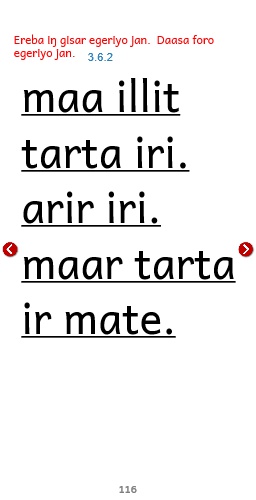 Ereba iŋ gisar egeriyo jan. Daasa foro
egeriyo jan. 3.6.2
maa illit
tarta iri.
arir iri.
maar tarta
ir mate.
116